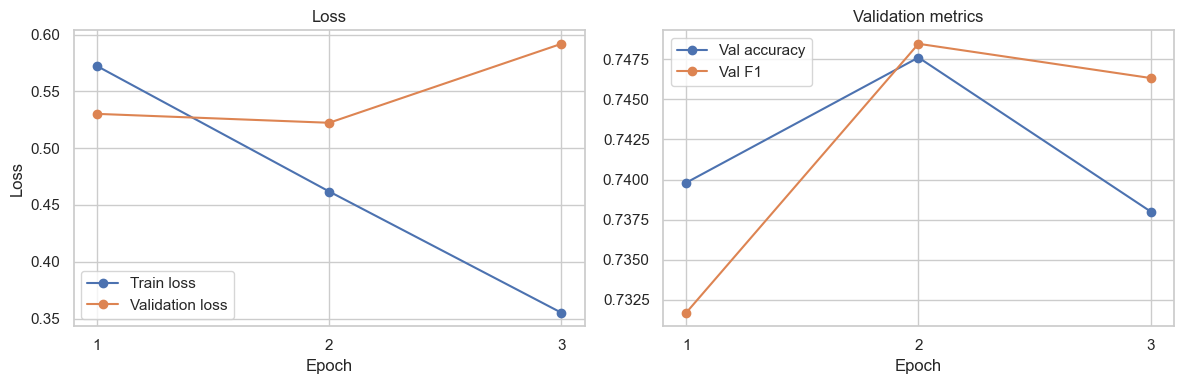 Loss
0.60
0.55
0.50
0.45
0.40
0.35
Loss
Train loss
Validation loss
1
2
3
Epoch
Validation metrics
Val accuracy
Val F1
0.7475
0.7450
0.7425
0.7400
0.7375
0.7350
0.7325
1
2
3
Epoch